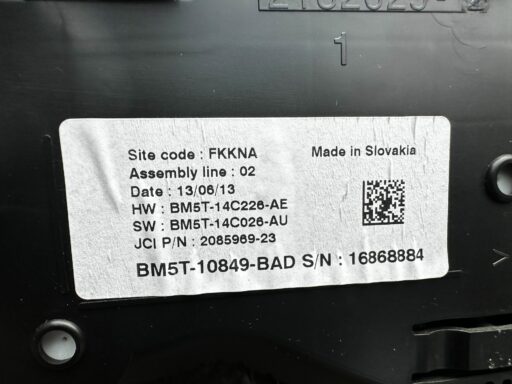 1
Site code : FKKNA
Made in Slovakia
Assembly line : 02
Date : 13/06/13
HW : BM5T-14C226-AE
SW : BM5T-14C026-AU
JCI P/N : 2085969-23
BM5T-10849-BAD S/N : 16868884